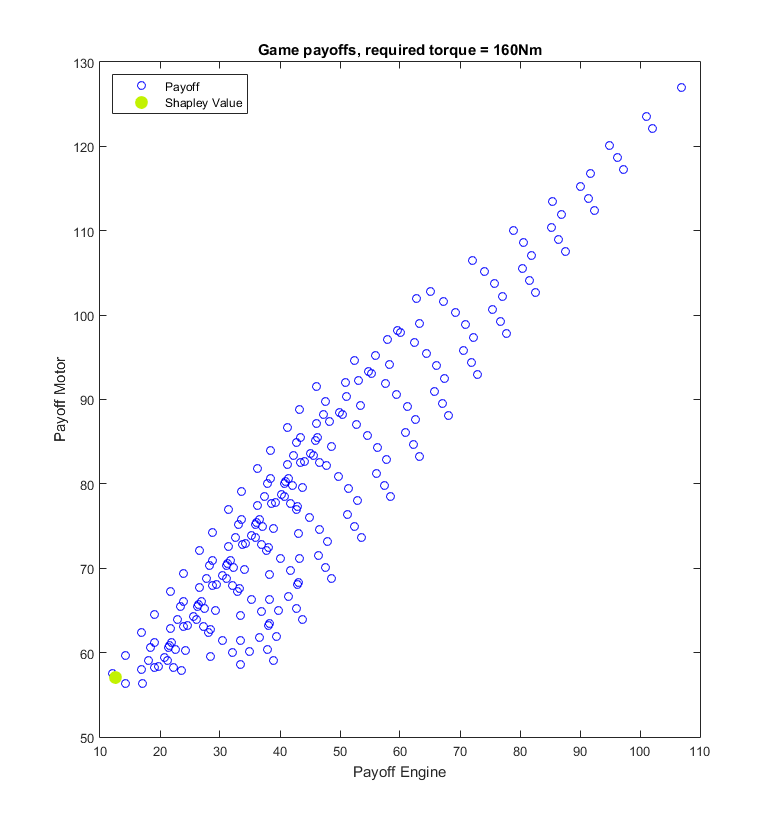 Game payoffs, required torque = 160Nm
Payoff
Shapley Value
130
120
110
100
90
80
70
60
50
Payoff Motor
10 20 30 40 50 60 70 80 90 100 110
Payoff Engine